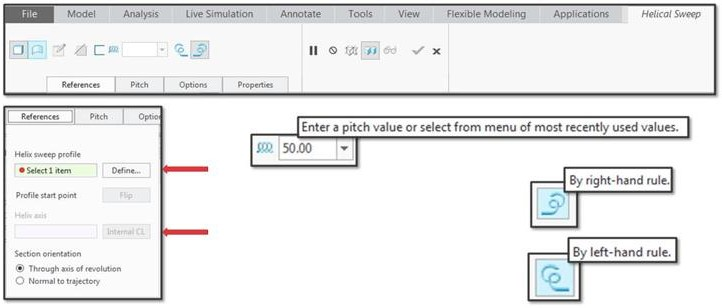 File Model Analysis Live Simulation Annotate Tools View Flexible Modeling Applications Helical Sweep
References Pitch Options Properties
References Pitch Optio
Helix sweep profile
Select 1 item Define...
Profile start point Flip
Helix axis
Internal CL
Section orientation
Through axis of revolution
Normal to trajectory
Enter a pitch value or select from menu of most recently used values.
50.00
By right-hand rule.
By left-hand rule.